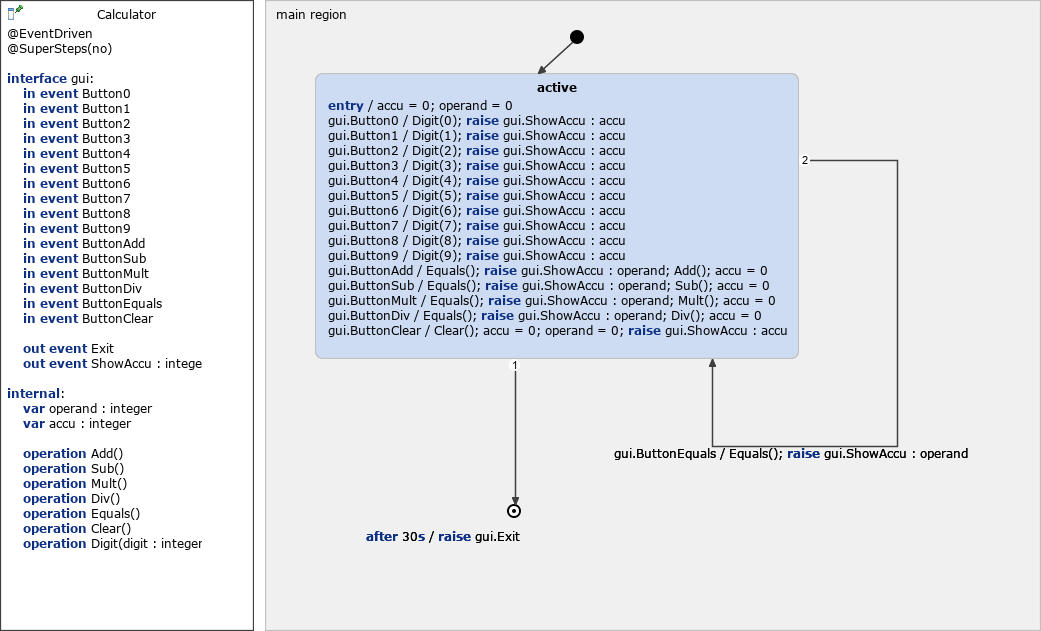 Calculator
@EventDriven
@SuperSteps(no)
interface gui:
in event Button0
in event Button1
in event Button2
in event Button3
in event Button4
in event Button5
in event Button6
in event Button7
in event Button8
in event Button9
in event ButtonAdd
in event ButtonSub
in event ButtonMult
in event ButtonDiv
in event ButtonEquals
in event ButtonClear
out event Exit
out event ShowAccu : intege
internal:
var operand : integer
var accu : integer
operation Add()
operation Sub()
operation Mult()
operation Div()
operation Equals()
operation Clear()
operation Digit(digit : integer
main region
active
entry / accu = 0; operand = 0
gui.Button0 / Digit(0); raise gui.ShowAccu : accu
gui.Button1 / Digit(1); raise gui.ShowAccu : accu
gui.Button2 / Digit(2); raise gui.ShowAccu : accu
gui.Button3 / Digit(3); raise gui.ShowAccu : accu
gui.Button4 / Digit(4); raise gui.ShowAccu : accu
gui.Button5 / Digit(5); raise gui.ShowAccu : accu
gui.Button6 / Digit(6); raise gui.ShowAccu : accu
gui.Button7 / Digit(7); raise gui.ShowAccu : accu
gui.Button8 / Digit(8); raise gui.ShowAccu : accu
gui.Button9 / Digit(9); raise gui.ShowAccu : accu
gui.ButtonAdd / Equals(); raise gui.ShowAccu : operand; Add(); accu = 0
gui.ButtonSub / Equals(); raise gui.ShowAccu : operand; Sub(); accu = 0
gui.ButtonMult / Equals(); raise gui.ShowAccu : operand; Mult(); accu = 0
gui.ButtonDiv / Equals(); raise gui.ShowAccu : operand; Div(); accu = 0
gui.ButtonClear / Clear(); accu = 0; operand = 0; raise gui.ShowAccu : accu
2
1
gui.ButtonEquals / Equals(); raise gui.ShowAccu : operand
after 30s / raise gui.Exit